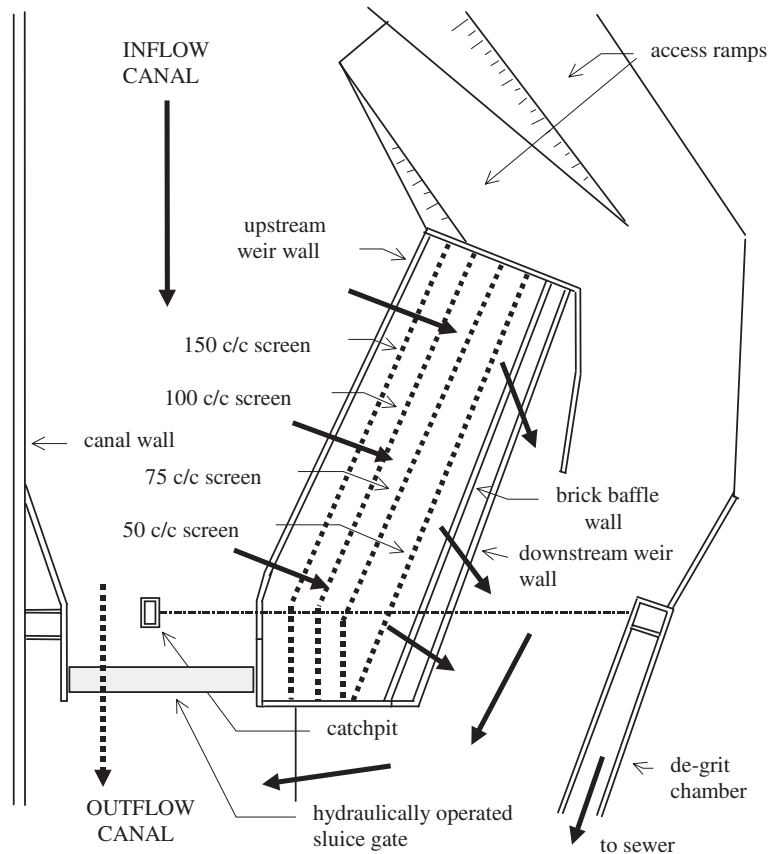 INFLOW
CANAL
access ramps
upstream
weir wall
150 c/c screen
100 c/c screen
canal wall
75 c/c screen
brick baffle
wall
50 c/c screen
downstream weir
wall
catchpit
de-grit
chamber
OUTFLOW
CANAL
hydraulically operated
sluice gate
to sewer